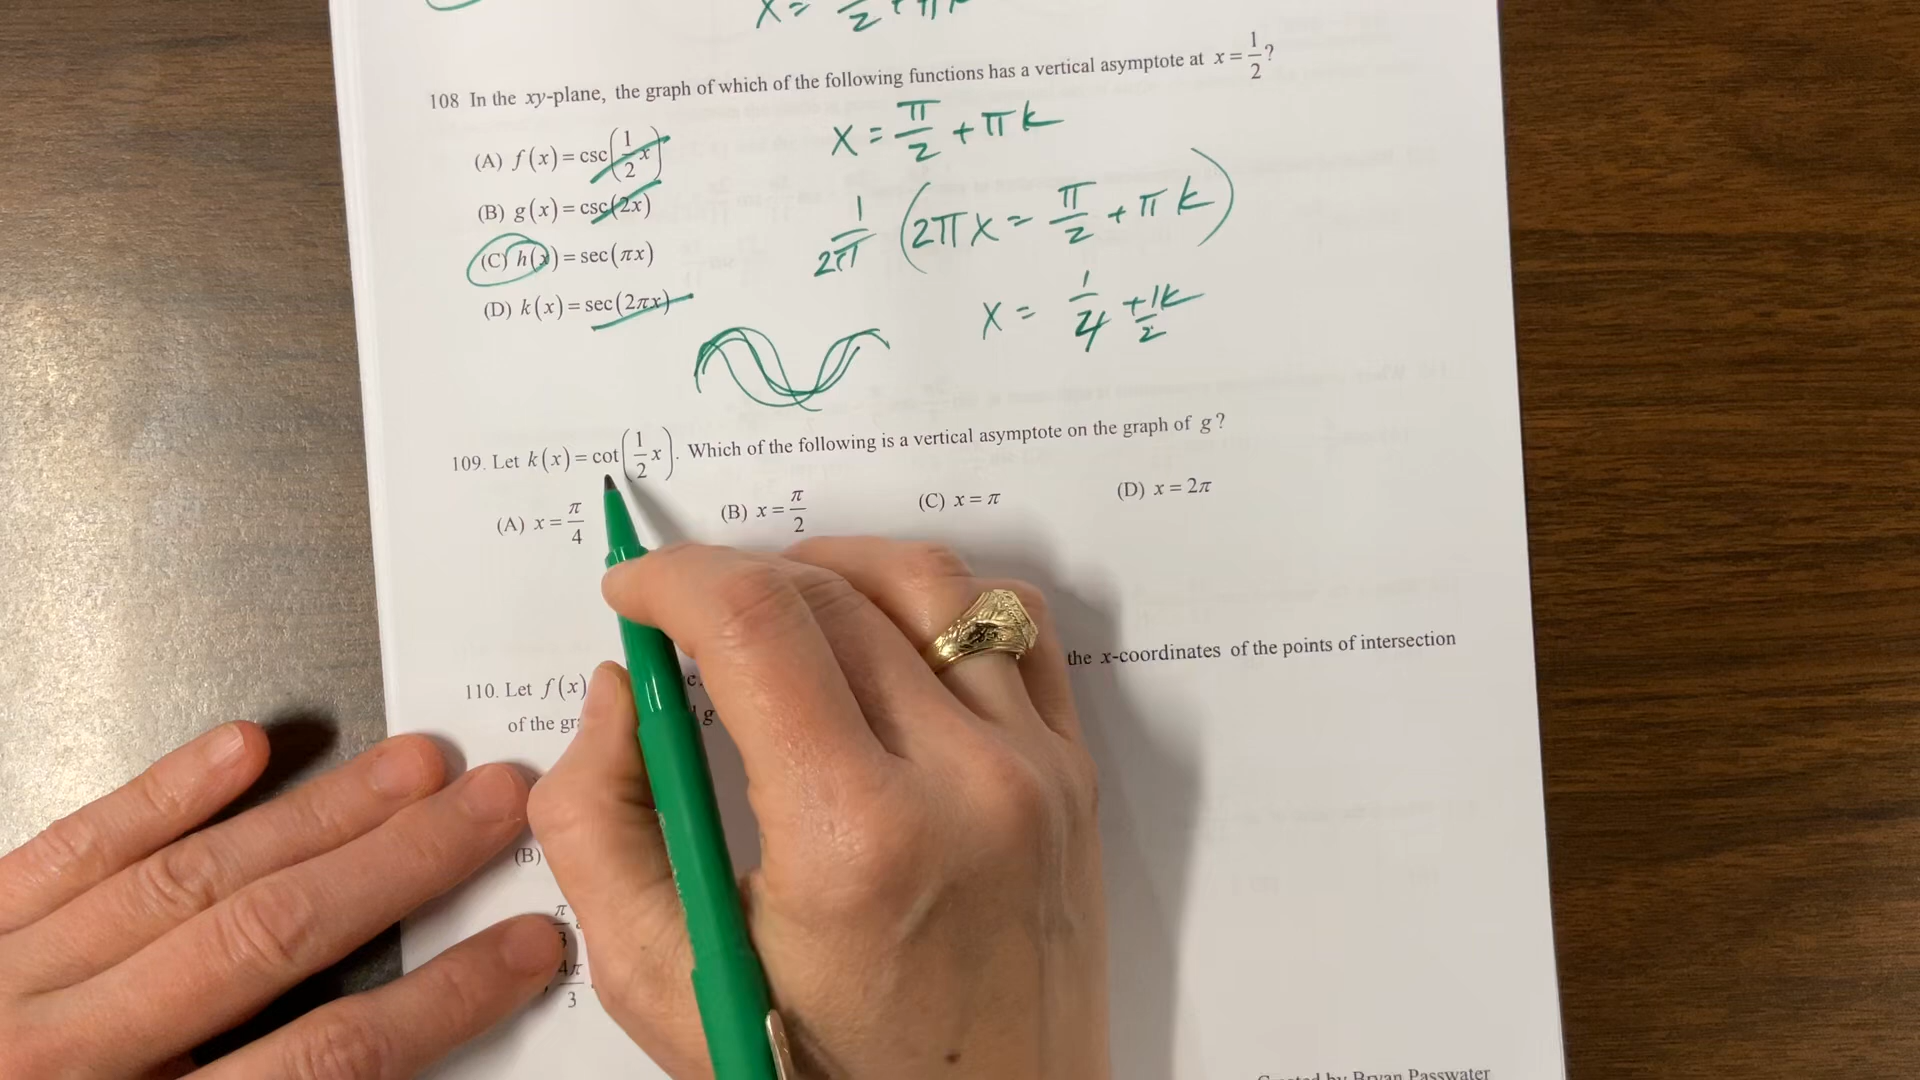 x =
108 In the xy-plane, the graph of which of the following functions has a vertical asymptote at x = 1/2?
(A) f(x) = csc(1/2 x)
(B) g(x) = csc(2x)
(C) h(x) = sec(πx)
(D) k(x) = sec(2πx)
x = π/2 + πk
1/2π (2πx = π/2 + πk)
x = 1/4 + 1k/2
109. Let k(x) = cot(1/2 x). Which of the following is a vertical asymptote on the graph of g?
(A) x = π/4 (B) x = π/2 (C) x = π (D) x = 2π
110. Let f(x) the x-coordinates of the points of intersection
of the g
(B)
π/3
4π/3
by Bryan Passwater